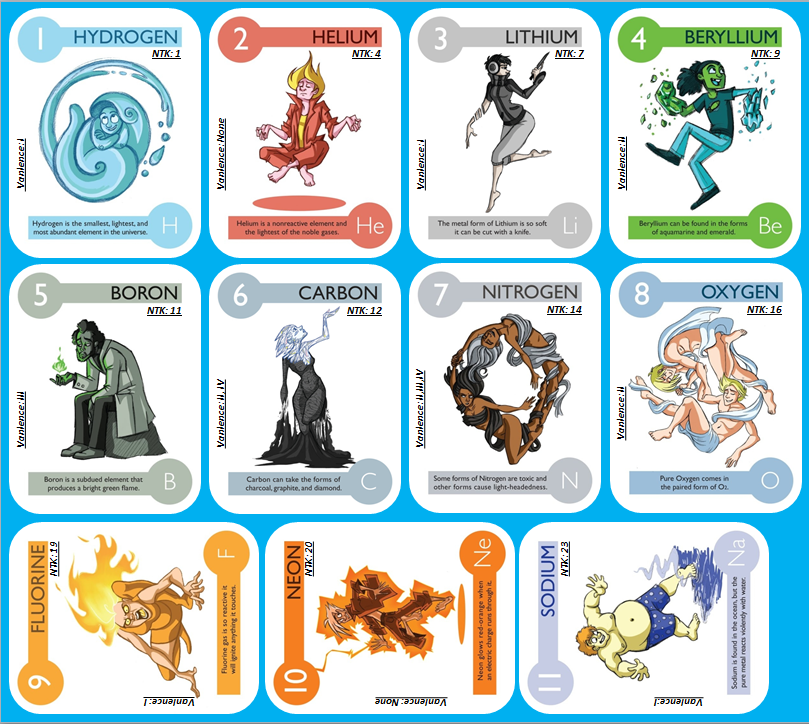 1 HYDROGEN
NTK: 1
Vanlence: I
Hydrogen is the smallest, lightest, and
most abundant element in the universe.
H
2 HELIUM
NTK: 4
Vanlence: None
Helium is a nonreactive element and
the lightest of the noble gases.
He
3 LITHIUM
NTK: 7
Vanlence: I
The metal form of Lithium is so soft
it can be cut with a knife.
Li
4 BERYLLIUM
NTK: 9
Vanlence: II
Beryllium can be found in the forms
of aquamarine and emerald.
Be
5 BORON
NTK: 11
Vanlence: III
Boron is a subdued element that
produces a bright green flame.
B
6 CARBON
NTK: 12
Vanlence: II, IV
Carbon can take the forms of
charcoal, graphite, and diamond.
C
7 NITROGEN
NTK: 14
Vanlence: II,III,IV
Some forms of Nitrogen are toxic and
other forms cause light-headedness.
N
8 OXYGEN
NTK: 16
Vanlence: II
Pure Oxygen comes in
the paired form of O2.
O
9 FLUORINE
NTK: 19
Vanlence: I
Fluorine gas is so reactive it
will ignite anything it touches.
F
10 NEON
NTK: 20
Vanlence: None
Neon glows red-orange when
an electric charge runs through it.
Ne
11 SODIUM
NTK: 23
Vanlence: I
Sodium is found in the ocean, but the
pure metal reacts violently with water.
Na